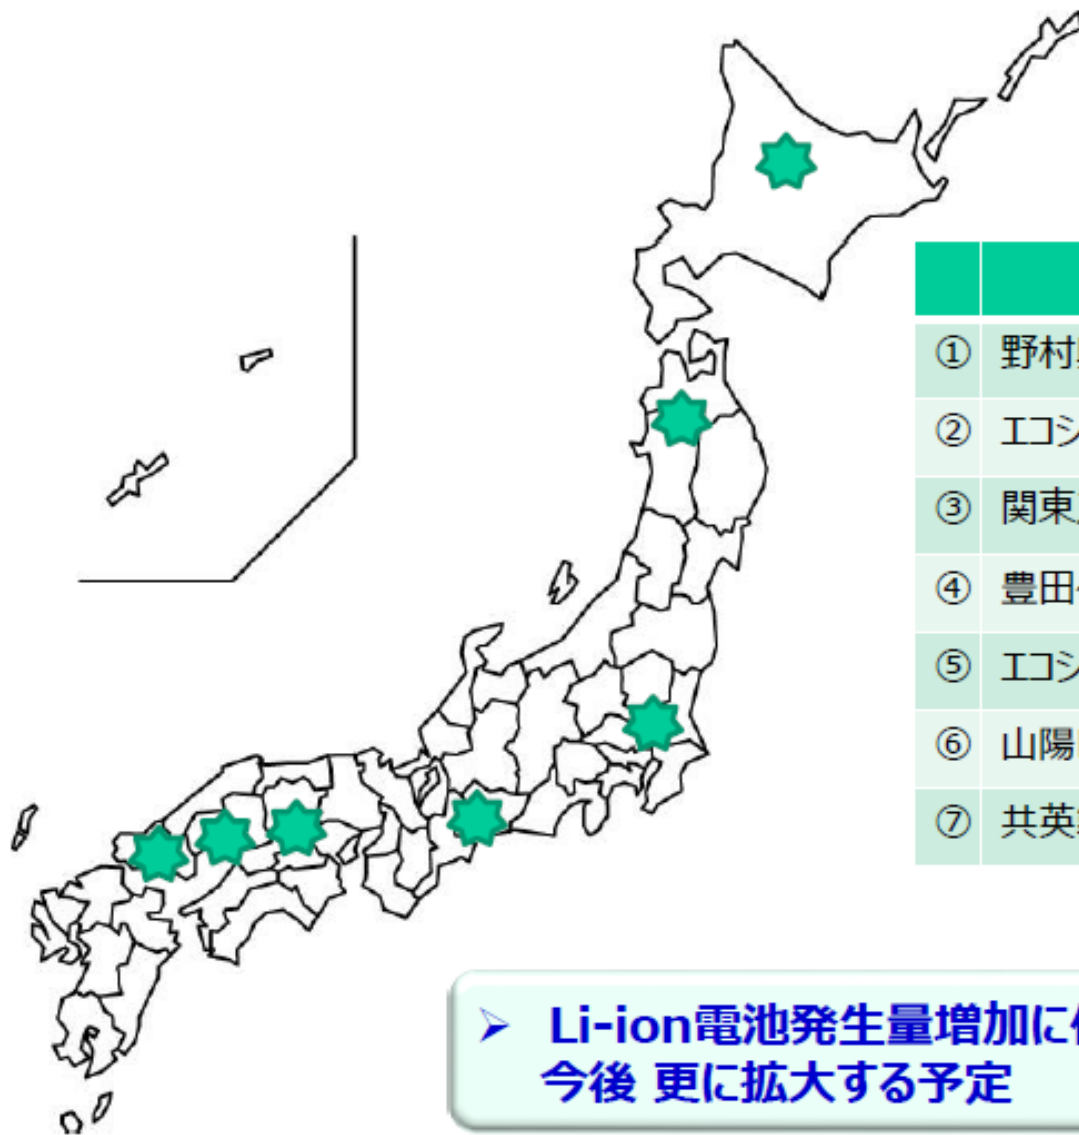 ① 野村
② エコシ
③ 関東
④ 豊田
⑤ エコシ
⑥ 山陽
⑦ 共英
➢ Li-ion電池発生量増加に
今後 更に拡大する予定